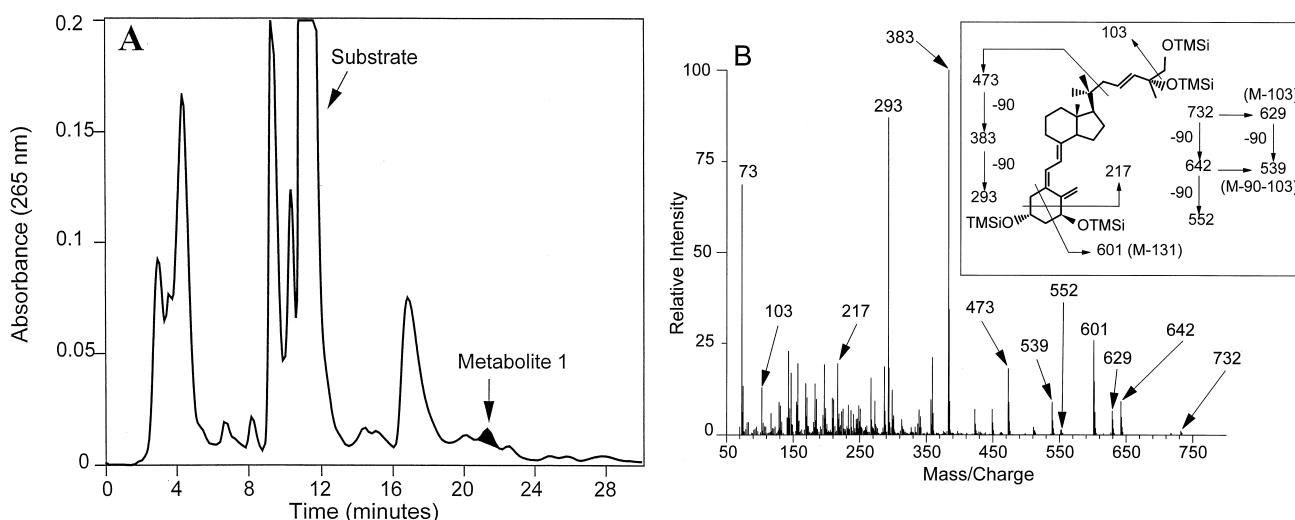 A
0.2
0.15
0.1
0.05
0
Absorbance (265 nm)
Substrate
Metabolite 1
0 4 8 12 16 20 24 28
Time (minutes)
B
100
75
50
25
0
Relative Intensity
73
103
217
293
383
473
539
552
601
629
642
732
50 150 250 350 450 550 650 750
Mass/Charge
103
OTMSi
OTMSi
473
-90
383
-90
293
217
TMSiO
OTMSi
601 (M-131)
(M-103)
732 629
-90 -90
642 539
-90 (M-90-103)
552